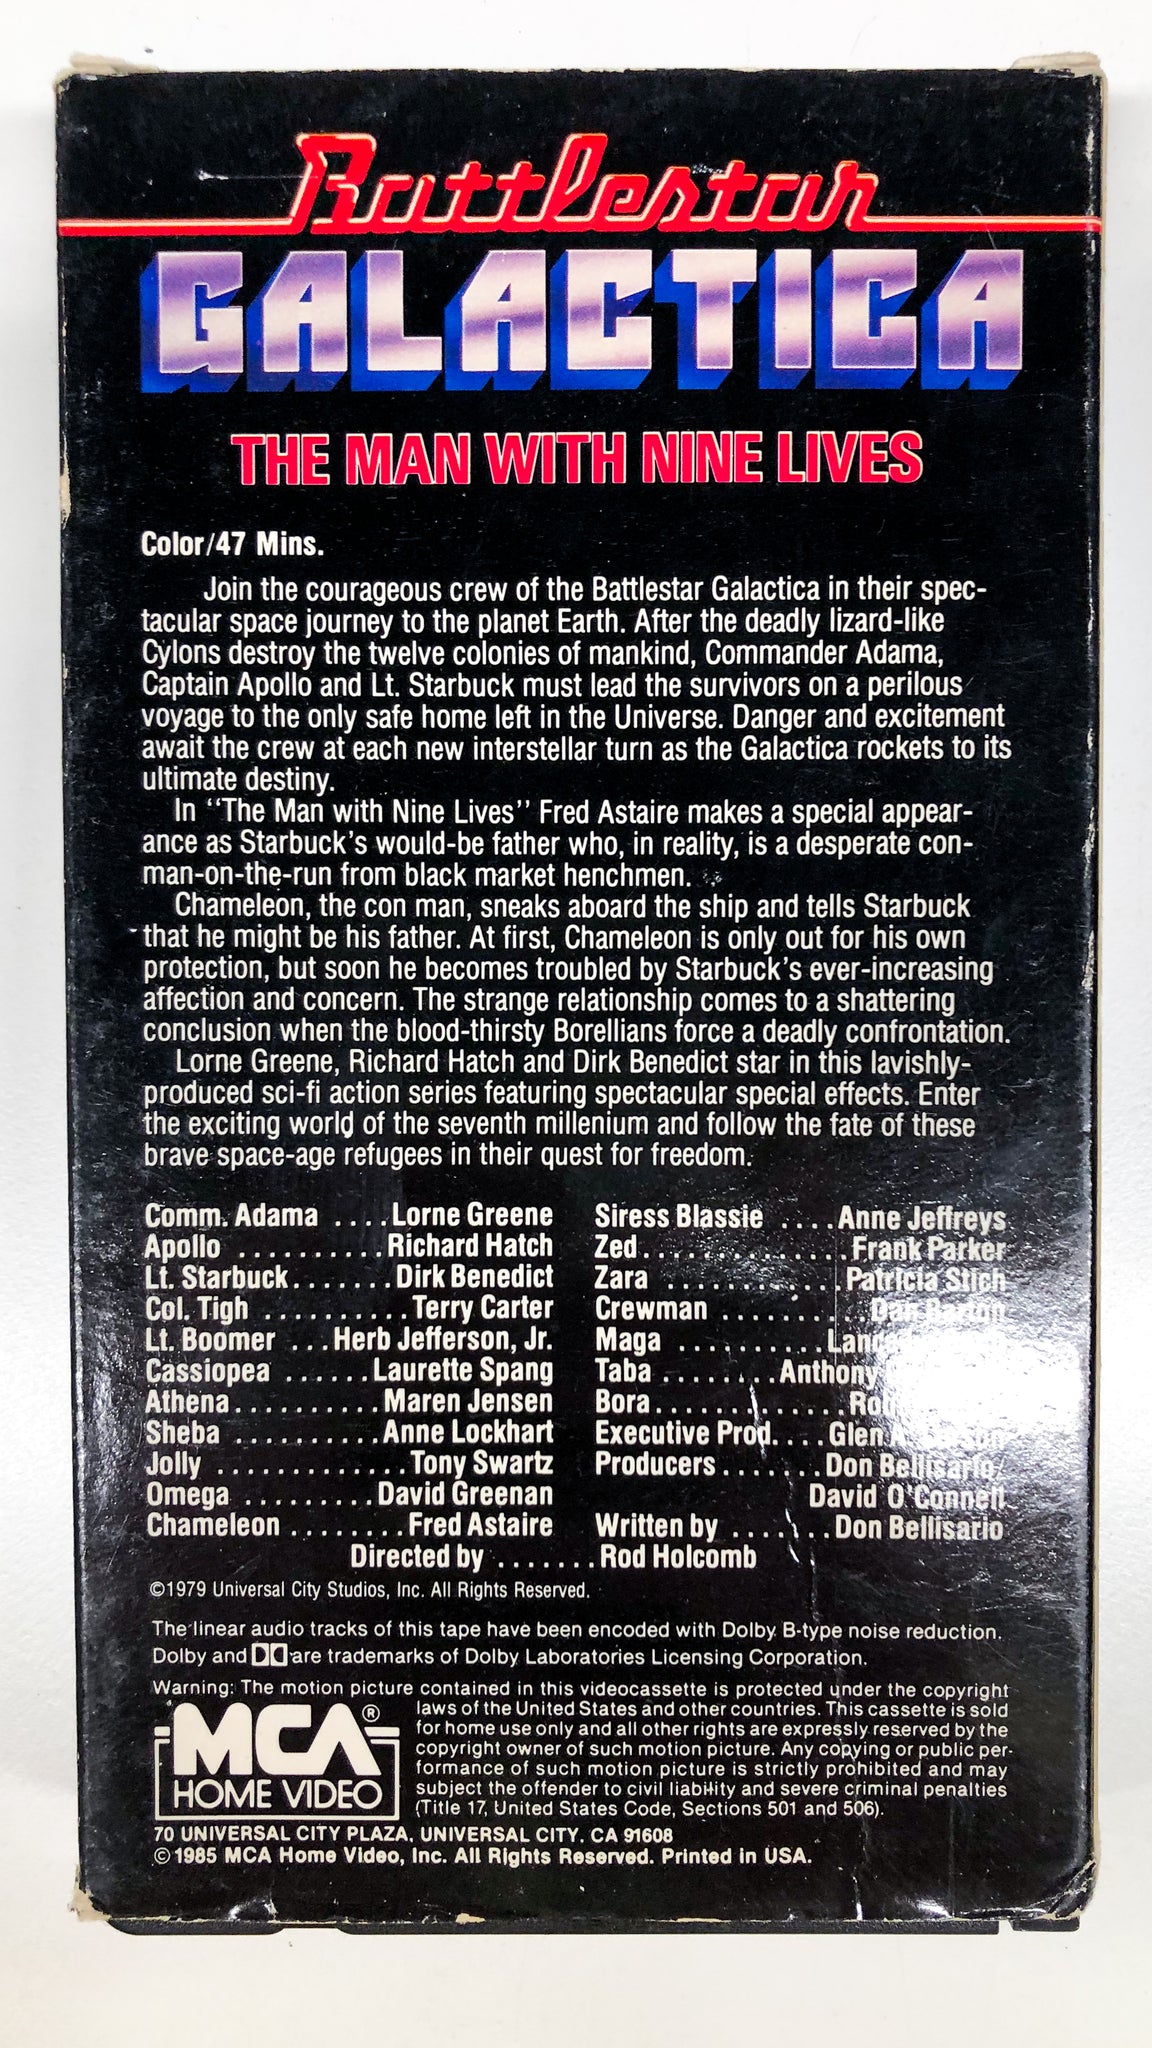 Battlestar
GALACTICA
THE MAN WITH NINE LIVES
Color/47 Mins.
Join the courageous crew of the Battlestar Galactica in their spec-
tacular space journey to the planet Earth. After the deadly lizard-like
Cylons destroy the twelve colonies of mankind, Commander Adama,
Captain Apollo and Lt. Starbuck must lead the survivors on a perilous
voyage to the only safe home left in the Universe. Danger and excitement
await the crew at each new interstellar turn as the Galactica rockets to its
ultimate destiny.
In "The Man with Nine Lives" Fred Astaire makes a special appear-
ance as Starbuck's would-be father who, in reality, is a desperate con-
man-on-the-run from black market henchmen.
Chameleon, the con man, sneaks aboard the ship and tells Starbuck
that he might be his father. At first, Chameleon is only out for his own
protection, but soon he becomes troubled by Starbuck's ever-increasing
affection and concern. The strange relationship comes to a shattering
conclusion when the blood-thirsty Borellians force a deadly confrontation.
Lorne Greene, Richard Hatch and Dirk Benedict star in this lavishly-
produced sci-fi action series featuring spectacular special effects. Enter
the exciting world of the seventh millenium and follow the fate of these
brave space-age refugees in their quest for freedom.
Comm. Adama ....Lorne Greene
Apollo ..........Richard Hatch
Lt. Starbuck.......Dirk Benedict
Col. Tigh ..........Terry Carter
Lt. Boomer ...Herb Jefferson, Jr.
Cassiopea ......Laurette Spang
Athena..........Maren Jensen
Sheba ..........Anne Lockhart
Jolly .............Tony Swartz
Omega .........David Greenan
Chameleon ........Fred Astaire
Siress Blassie ....Anne Jeffreys
Zed..............Frank Parker
Zara ............Patricia Stich
Crewman ..........Dan Barton
Maga ..........
Taba ........Anthony
Bora.............
Executive Prod....Glen A.
Producers.......Don Bellisario/
David O'Connell
Written by .......Don Bellisario
Directed by .......Rod Holcomb
©1979 Universal City Studios, Inc. All Rights Reserved.
The linear audio tracks of this tape have been encoded with Dolby B-type noise reduction.
Dolby and are trademarks of Dolby Laboratories Licensing Corporation.
Warning: The motion picture contained in this videocassette is protected under the copyright
laws of the United States and other countries. This cassette is sold
for home use only and all other rights are expressly reserved by the
copyright owner of such motion picture. Any copying or public per-
formance of such motion picture is strictly prohibited and may
subject the offender to civil liability and severe criminal penalties
(Title 17, United States Code, Sections 501 and 506).
MCA®
HOME VIDEO
70 UNIVERSAL CITY PLAZA, UNIVERSAL CITY, CA 91608
© 1985 MCA Home Video, Inc. All Rights Reserved. Printed in USA.